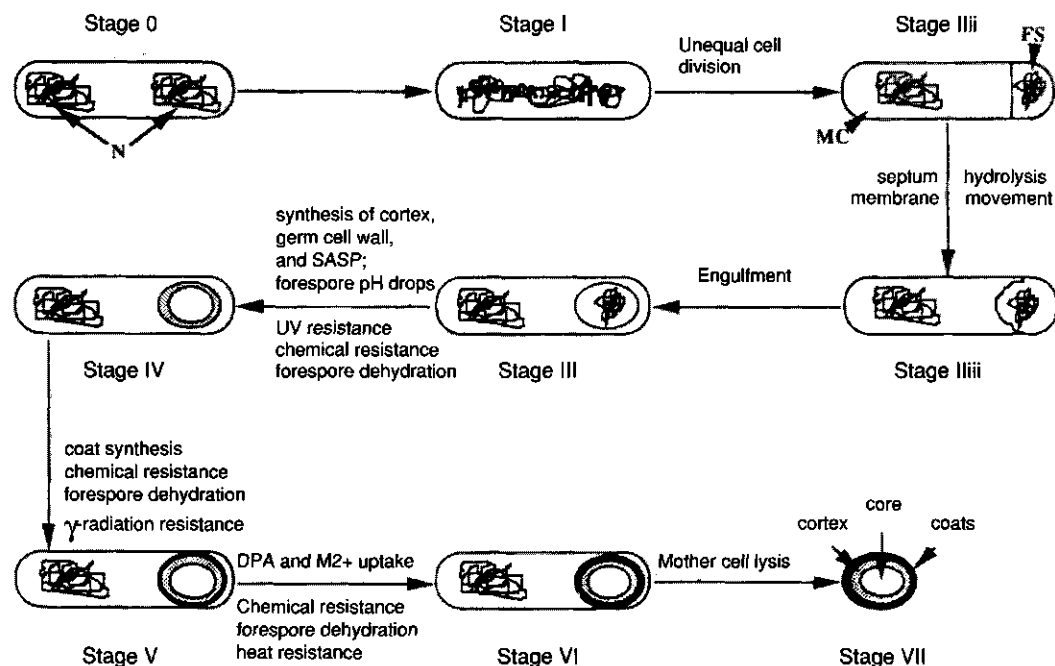 Stage 0
Stage I
Stage IIii
FS
Unequal cell
division
N
MC
septum
membrane
hydrolysis
movement
synthesis of cortex,
germ cell wall,
and SASP;
forespore pH drops
Engulfment
UV resistance
chemical resistance
forespore dehydration
Stage IV
Stage III
Stage IIiii
coat synthesis
chemical resistance
forespore dehydration
γ-radiation resistance
core
cortex
coats
DPA and M2+ uptake
Mother cell lysis
Chemical resistance
forespore dehydration
heat resistance
Stage V
Stage VI
Stage VII